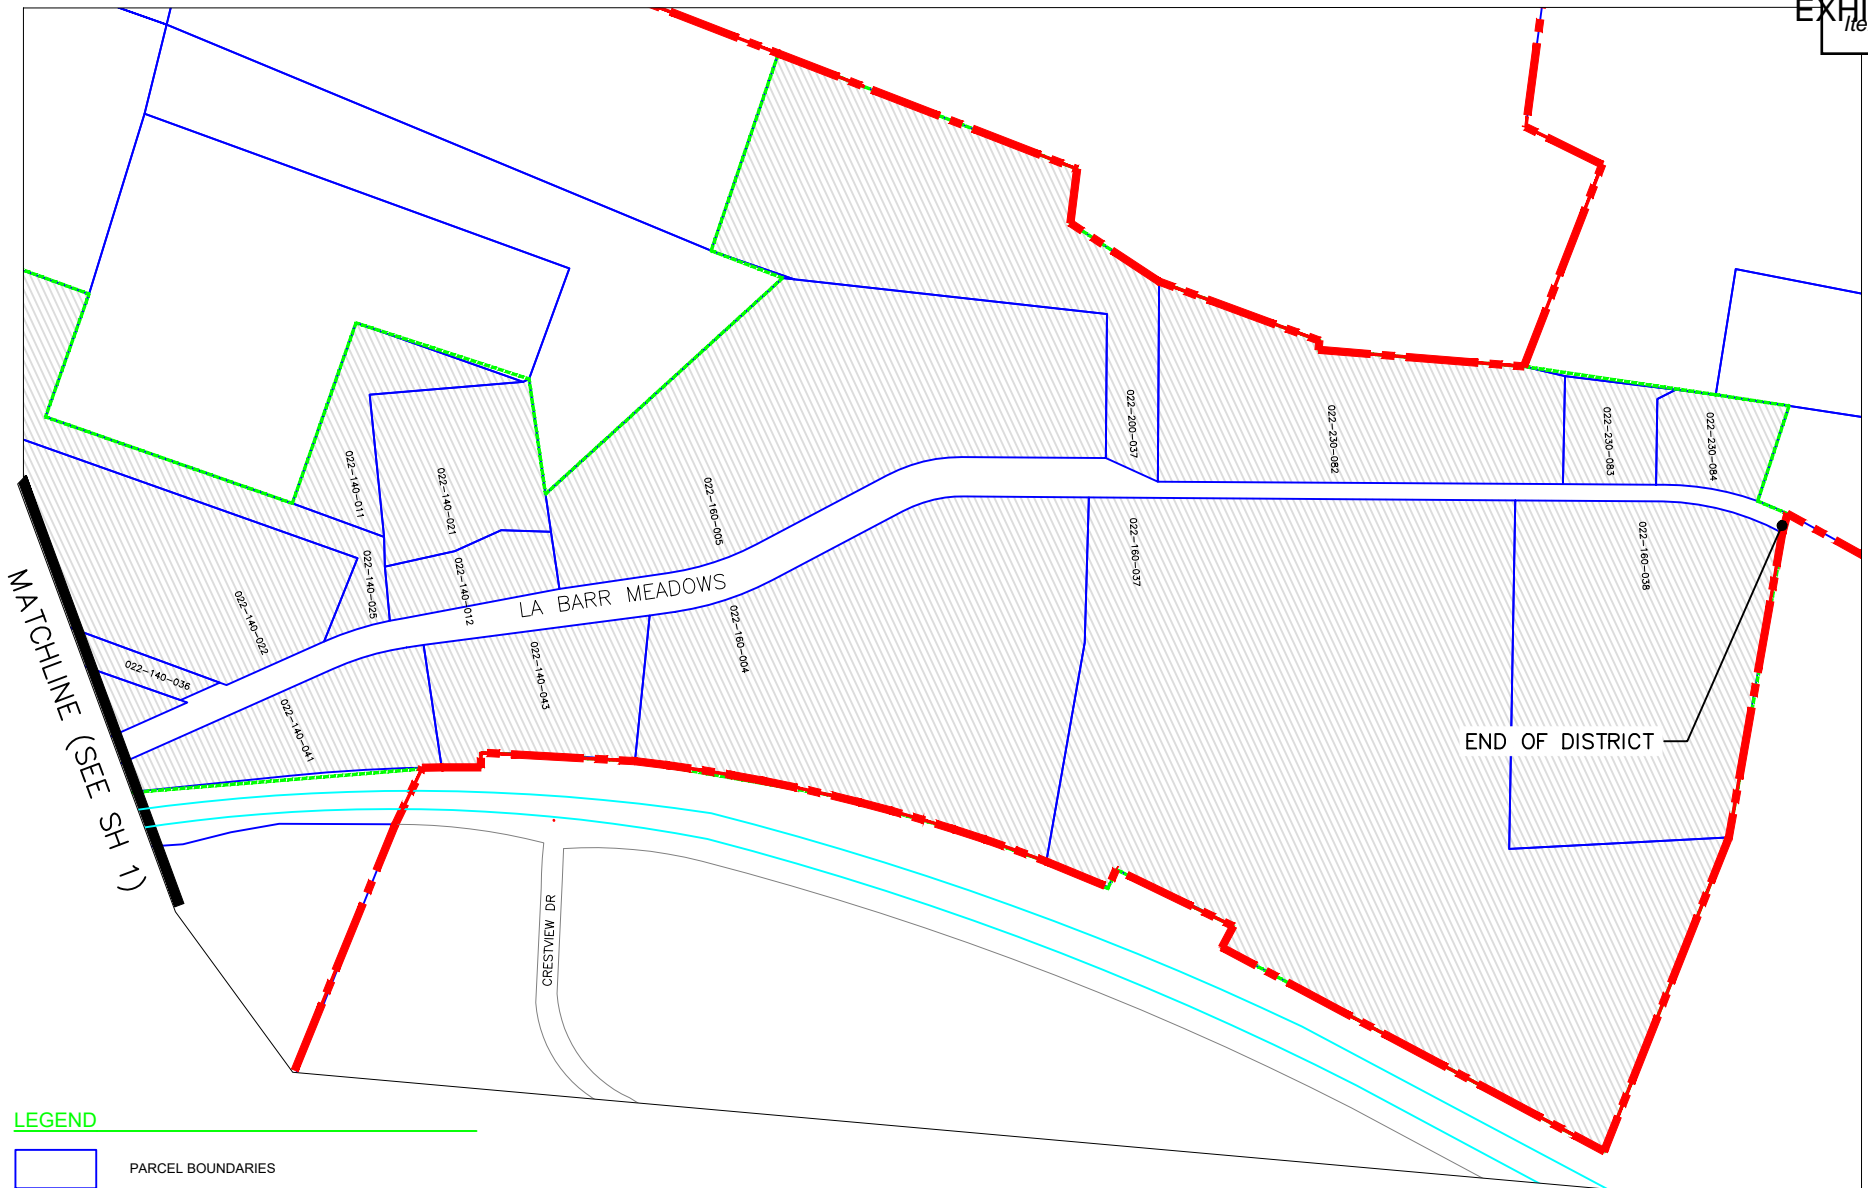 EXHI
Ite
022-200-037
022-230-082
022-230-083
022-230-084
022-140-011
022-140-021
022-160-005
022-160-037
022-160-038
022-140-025
022-140-012
022-140-022
022-140-036
022-140-041
022-140-043
022-160-004
LA BARR MEADOWS
MATCHLINE (SEE SH 1)
END OF DISTRICT
CRESTVIEW DR
LEGEND
PARCEL BOUNDARIES